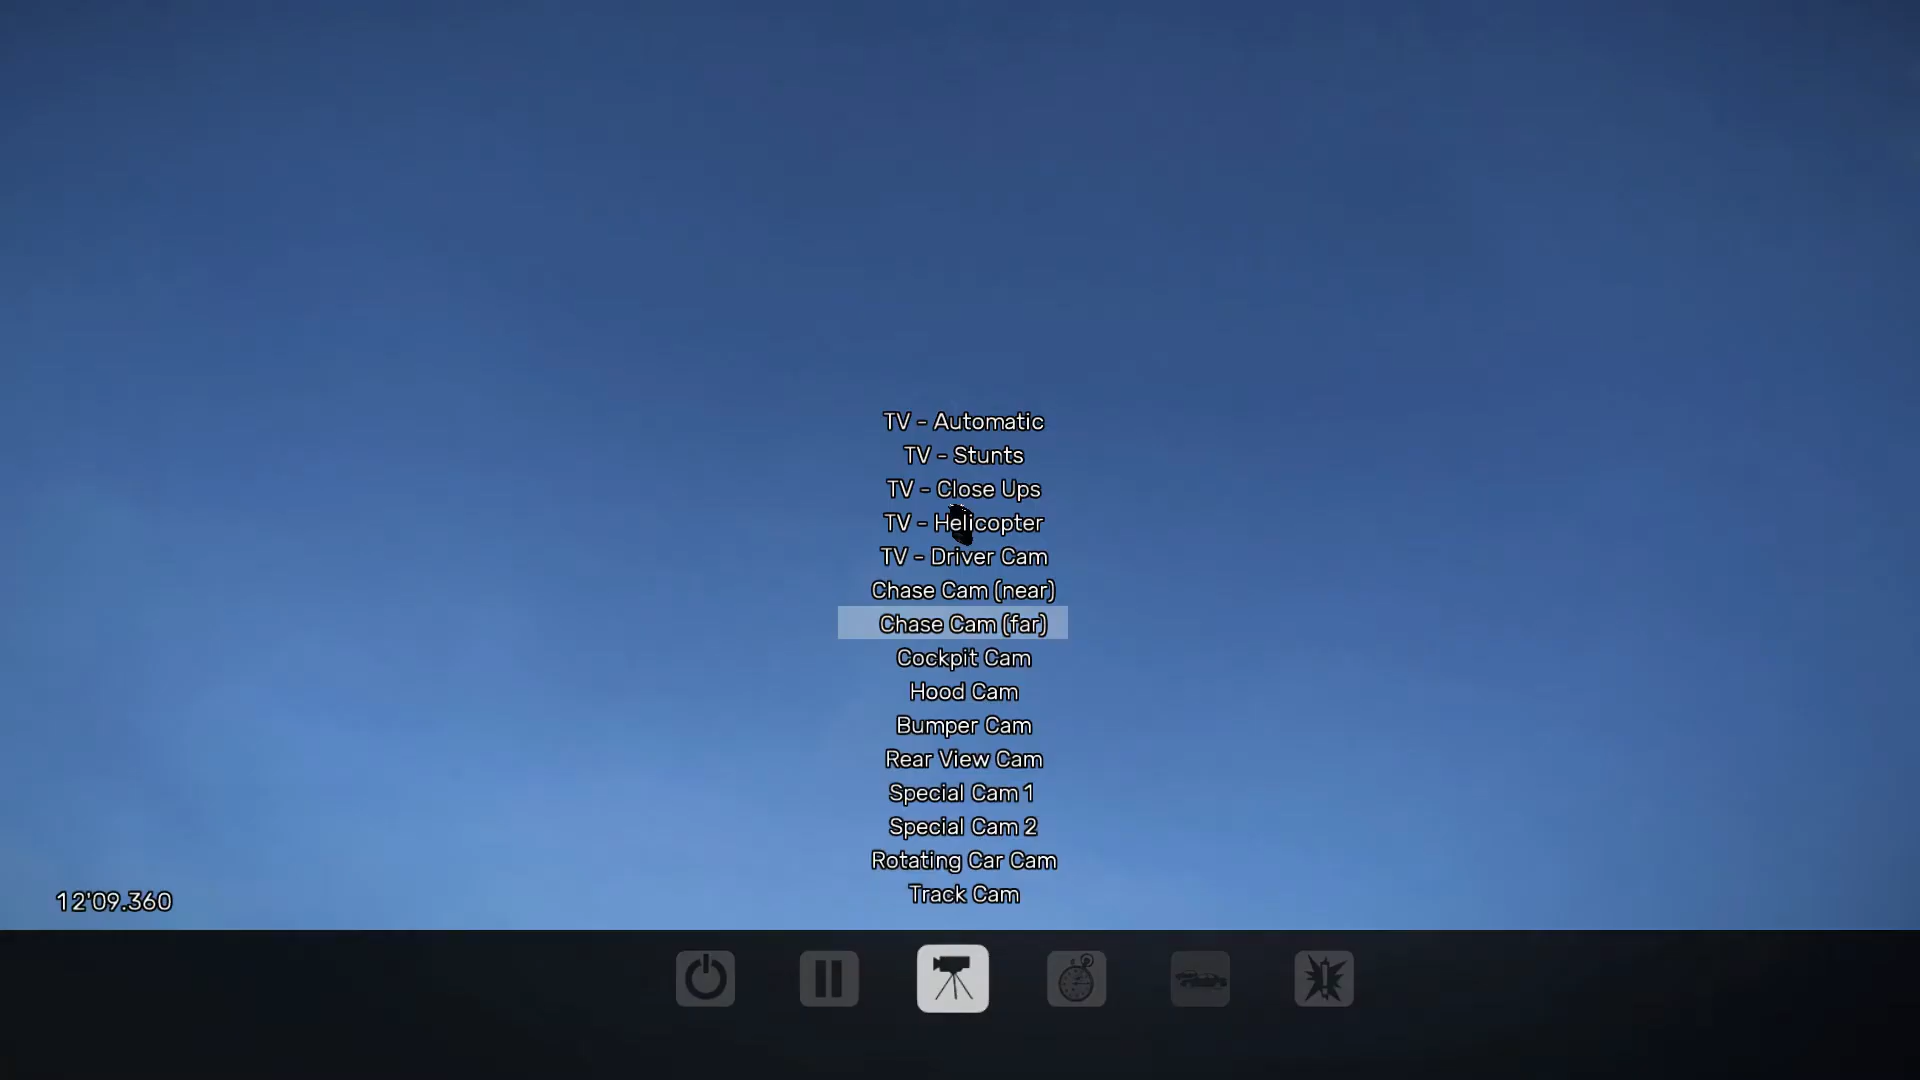 TV - Automatic
TV - Stunts
TV - Close Ups
TV - Helicopter
TV - Driver Cam
Chase Cam (near)
Chase Cam (far)
Cockpit Cam
Hood Cam
Bumper Cam
Rear View Cam
Special Cam 1
Special Cam 2
Rotating Car Cam
Track Cam
12'09.360